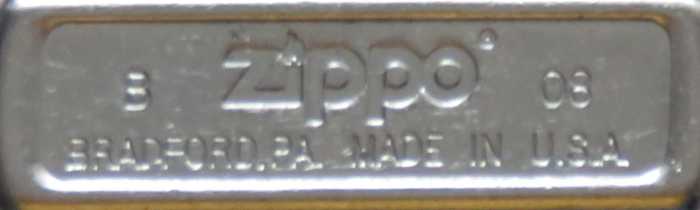 B Zippo® 08
BRADFORD, PA. MADE IN U.S.A.